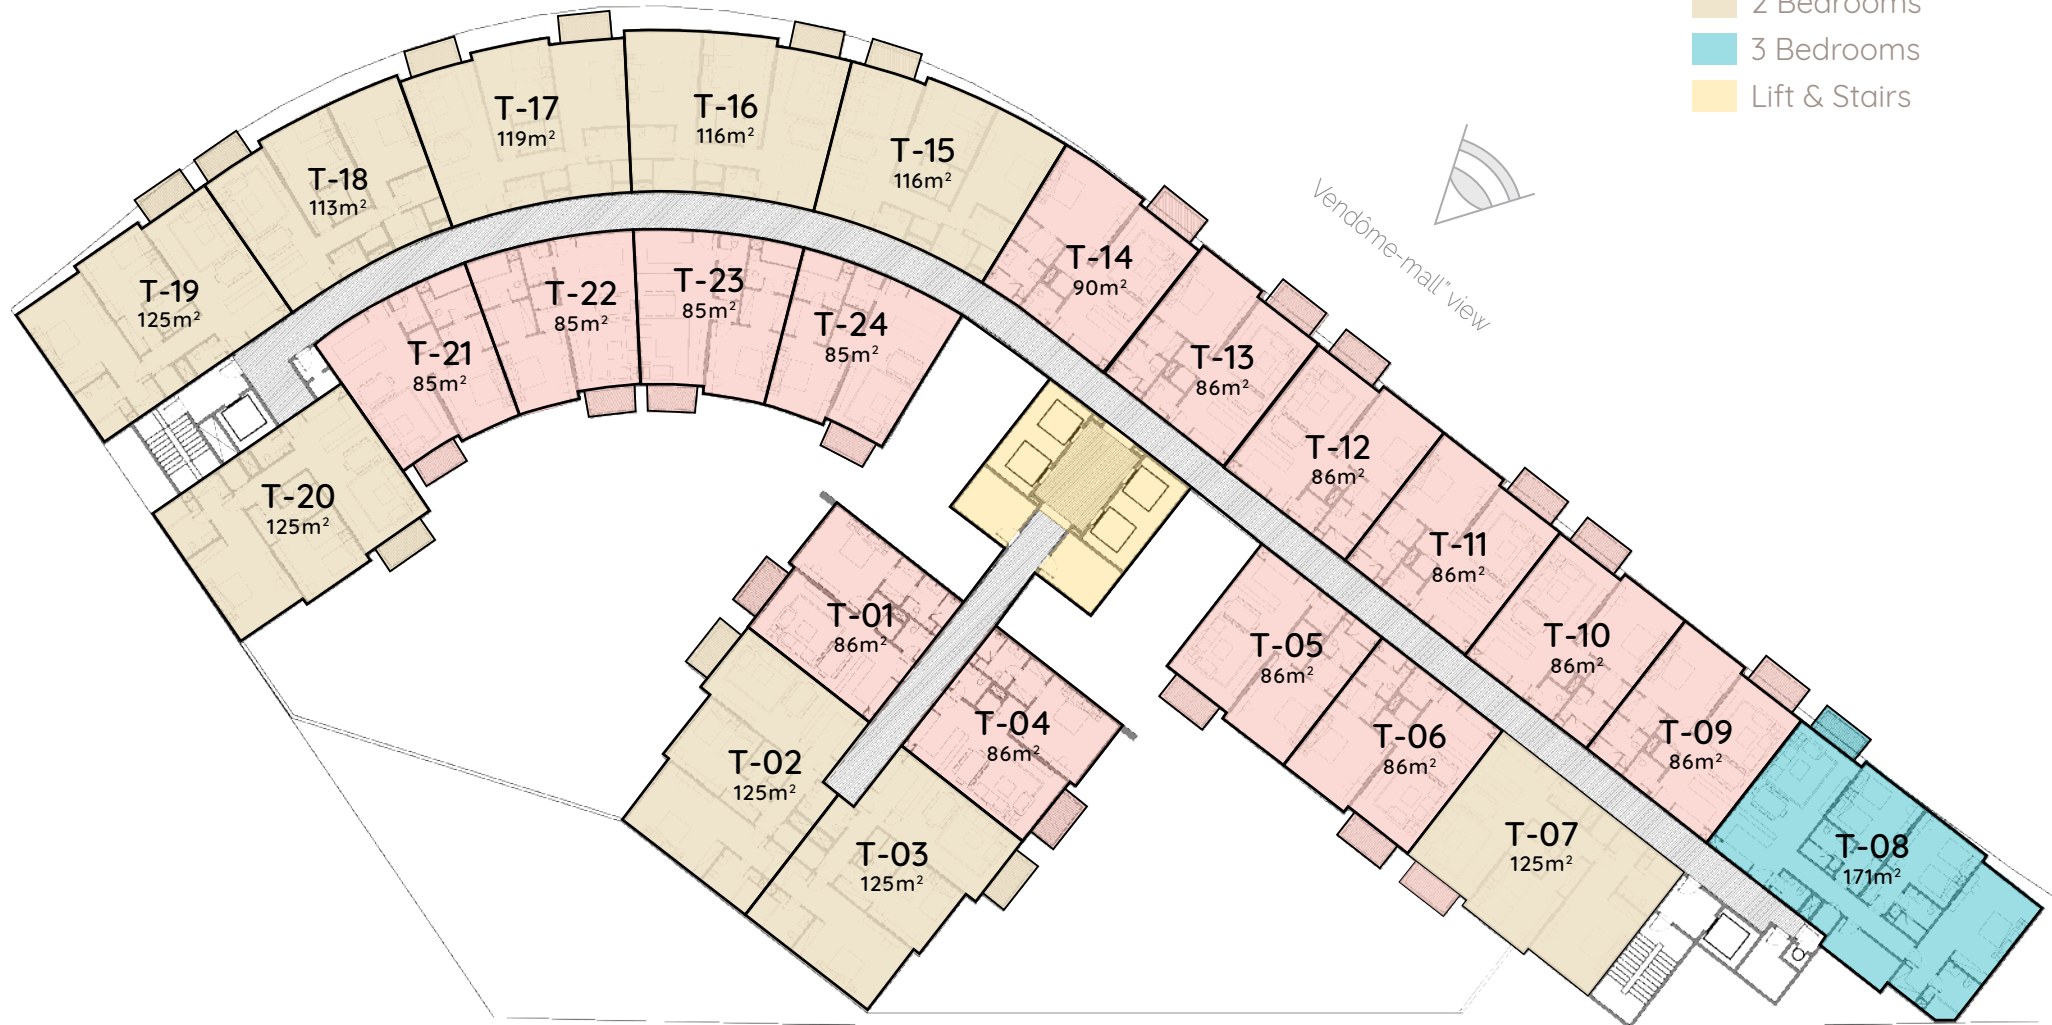 2 Bedrooms
3 Bedrooms
Lift & Stairs
Vendôme-mall" view
T-17
119m²
T-16
116m²
T-15
116m²
T-18
113m²
T-19
125m²
T-14
90m²
T-22
85m²
T-23
85m²
T-24
85m²
T-21
85m²
T-13
86m²
T-12
86m²
T-20
125m²
T-11
86m²
T-01
86m²
T-05
86m²
T-10
86m²
T-04
86m²
T-06
86m²
T-09
86m²
T-02
125m²
T-03
125m²
T-07
125m²
T-08
171m²